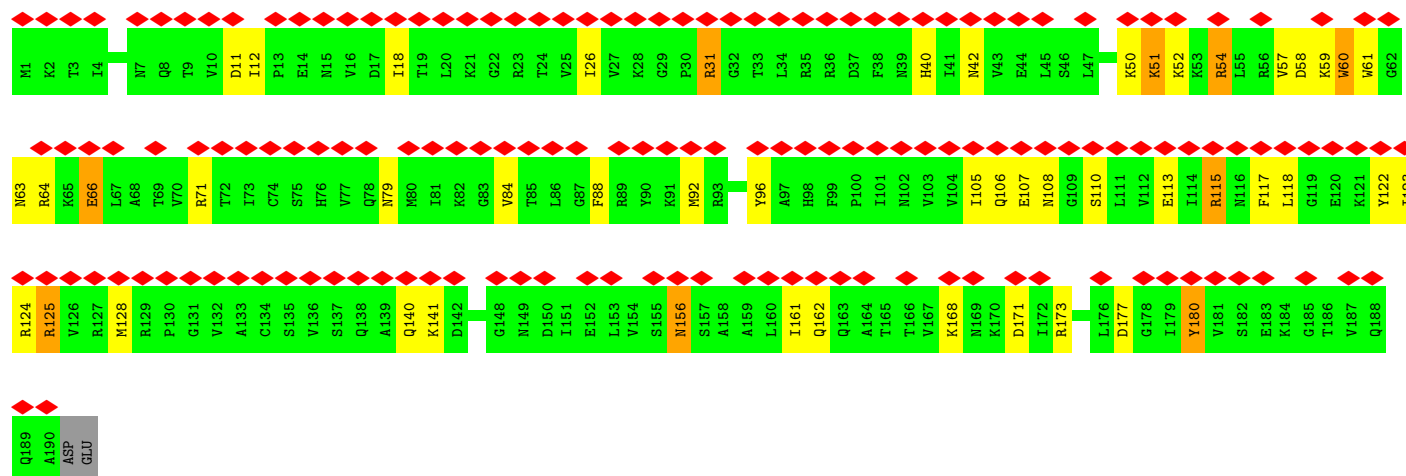 M1 K2 T3 I4 N7 Q8 T9 V10 D11 I12 P13 E14 N15 V16 D17 I18 T19 L20 K21 G22 R23 T24 V25 I26 V27 K28 G29 P30 R31 G32 T33 L34 R35 R36 D37 F38 N39 H40 I41 N42 V43 E44 L45 S46 L47 K50 K51 K52 K53 R54 L55 R56 V57 D58 K59 W60 W61 G62
N63 R64 K65 E66 L67 A68 T69 V70 R71 T72 I73 C74 S75 H76 V77 Q78 N79 M80 I81 K82 G83 V84 T85 L86 G87 F88 R89 Y90 K91 M92 R93 Y96 A97 H98 F99 P100 I101 N102 V103 V104 I105 Q106 E107 N108 G109 S110 L111 V112 E113 I114 R115 N116 F117 L118 G119 E120 K121 Y122
R124 R125 V126 R127 M128 R129 P130 G131 V132 A133 C134 S135 V136 S137 Q138 A139 Q140 K141 D142 G148 N149 D150 I151 E152 L153 V154 S155 N156 S157 A158 A159 L160 I161 Q162 Q163 A164 T165 T166 V167 K168 N169 K170 D171 I172 R173 L176 D177 G178 I179 Y180 V181 S182 E183 K184 G185 T186 V187 Q188
Q189 A190 ASP GLU